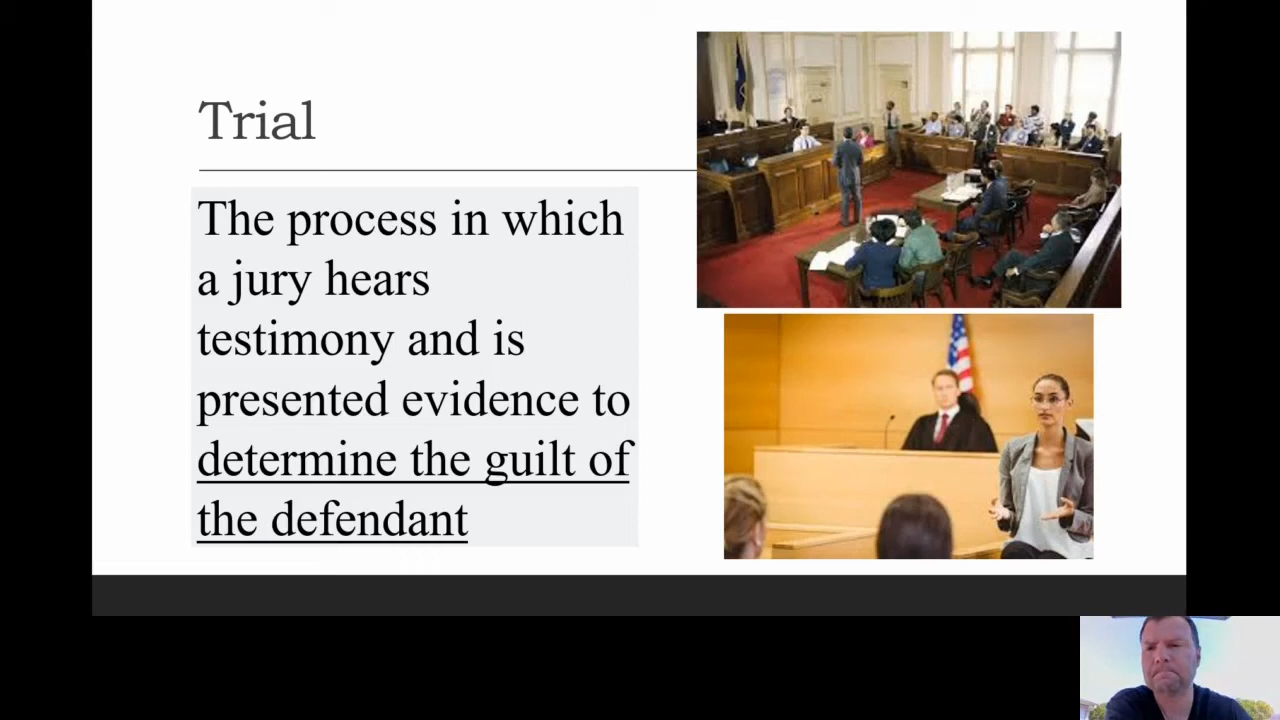 Trial
The process in which
a jury hears
testimony and is
presented evidence to
determine the guilt of
the defendant